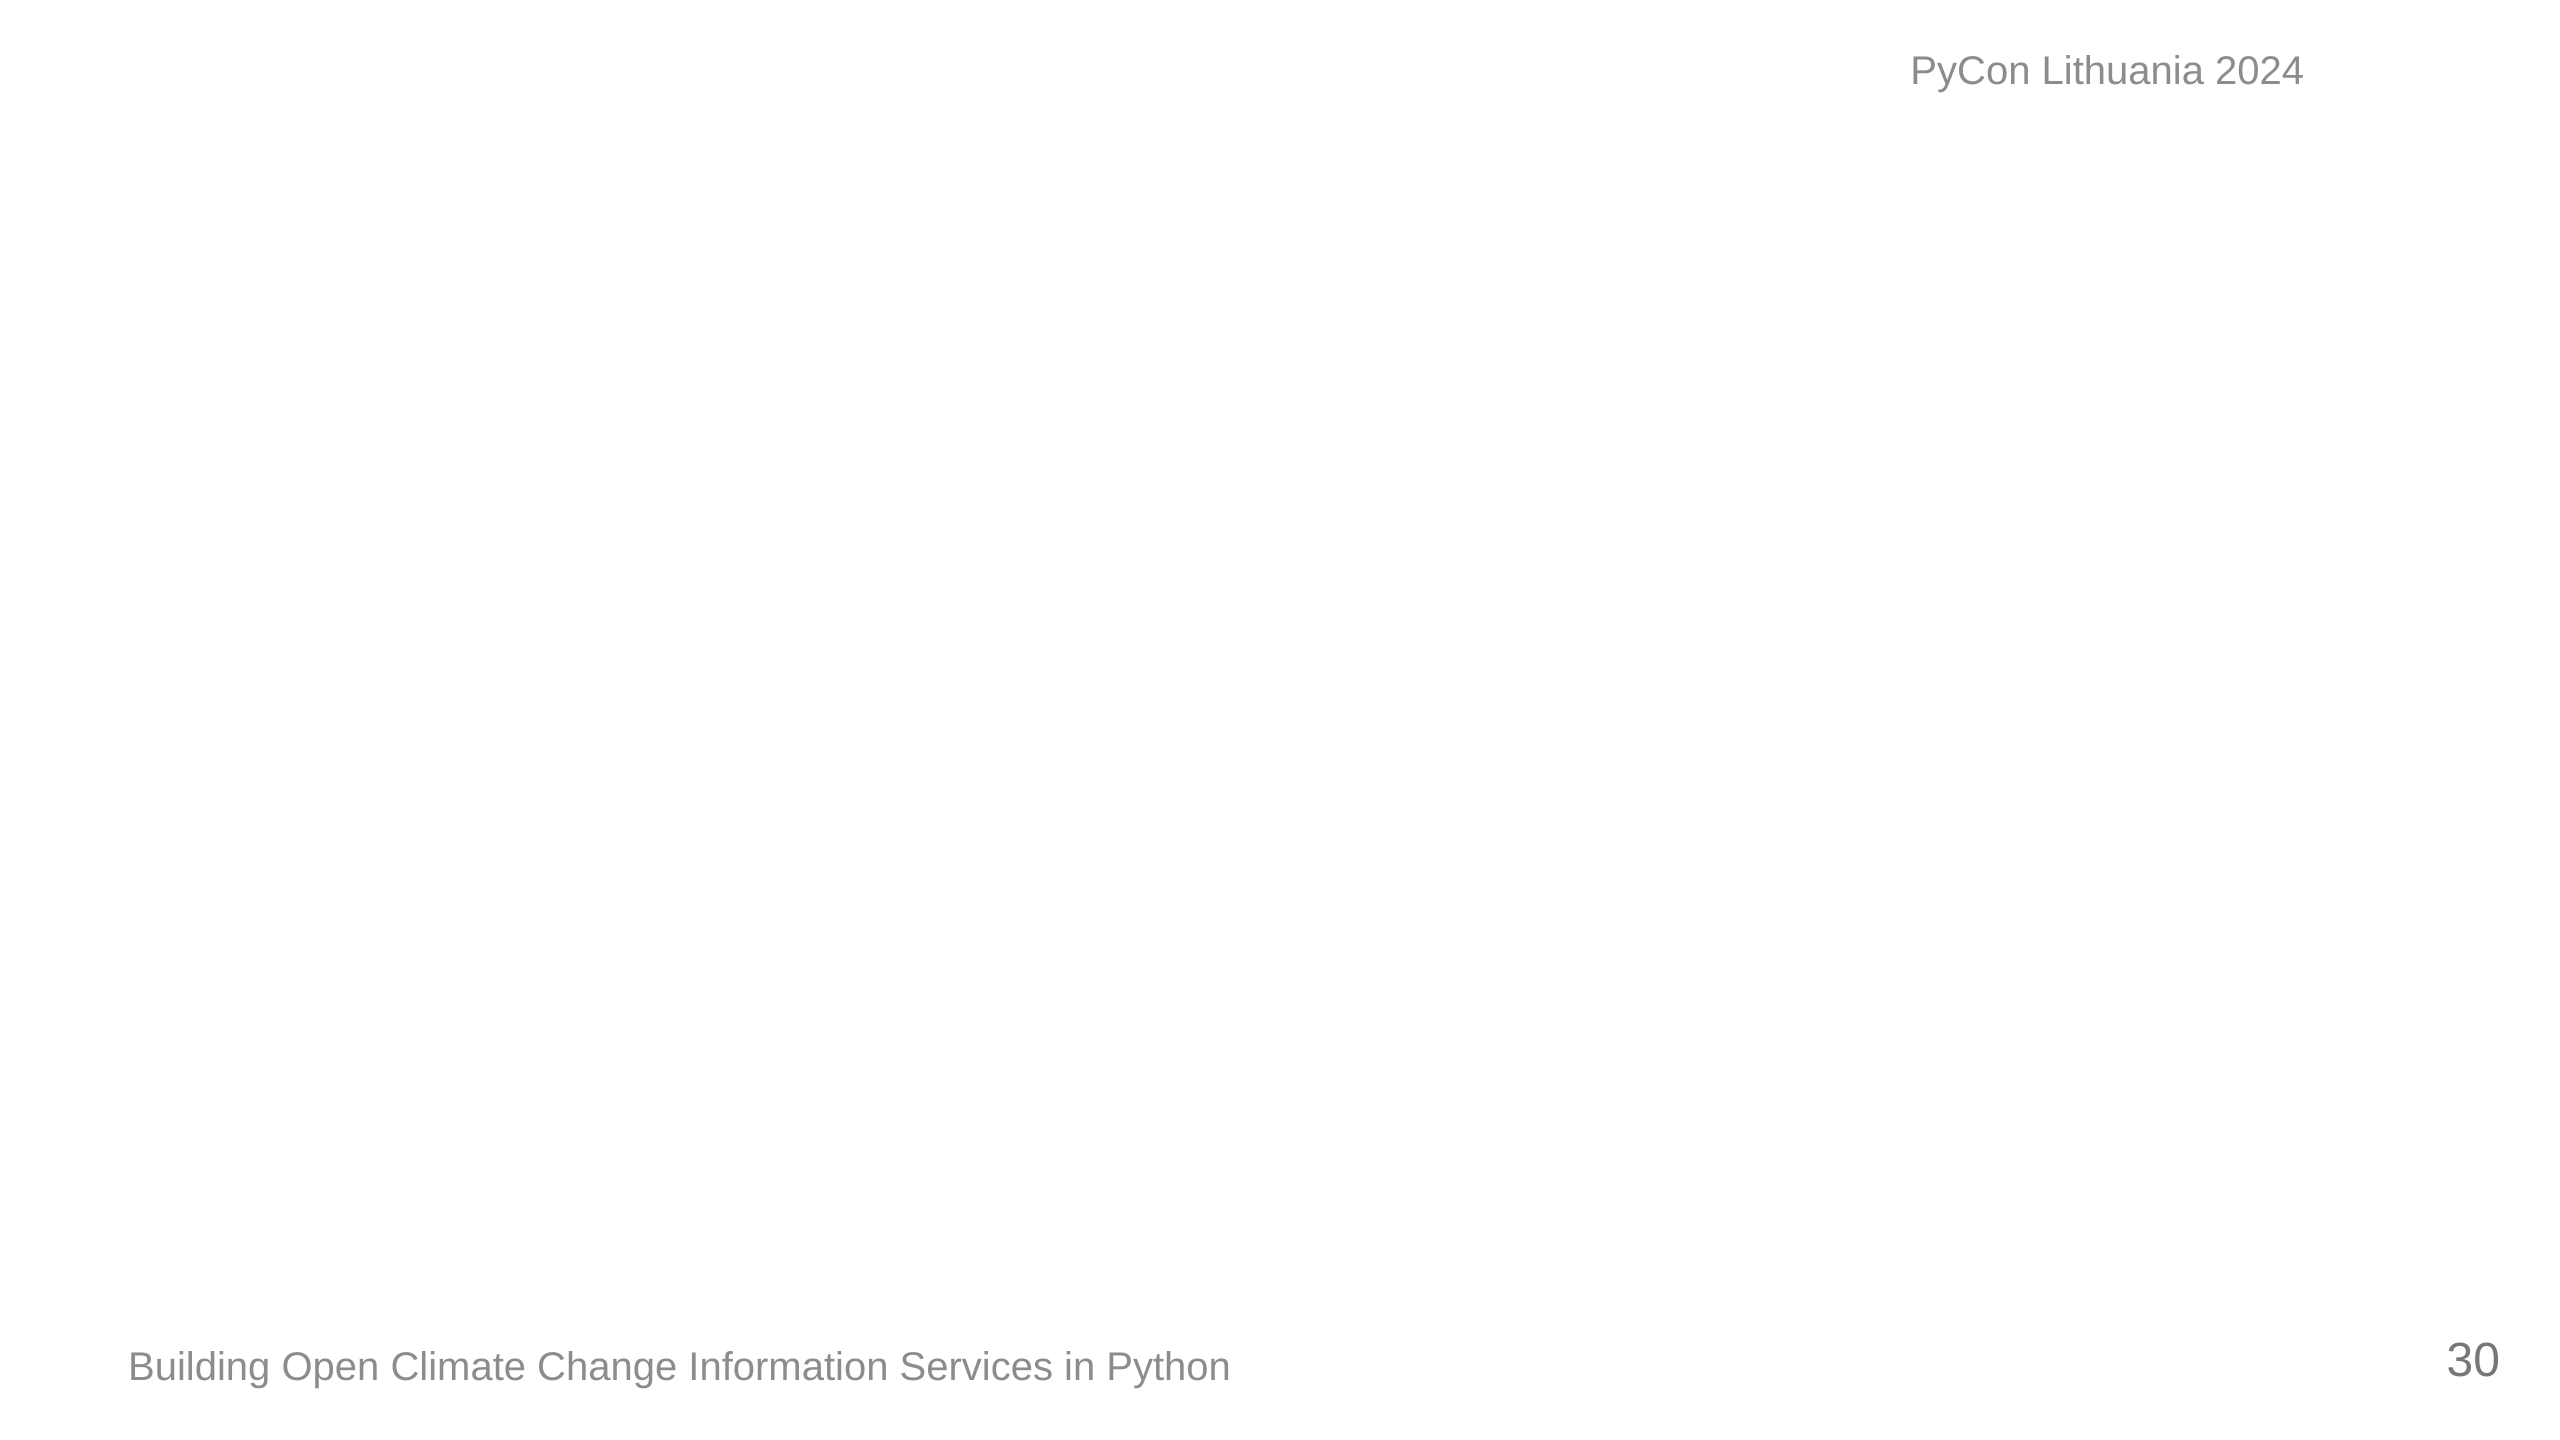 PyCon Lithuania 2024
Building Open Climate Change Information Services in Python
30